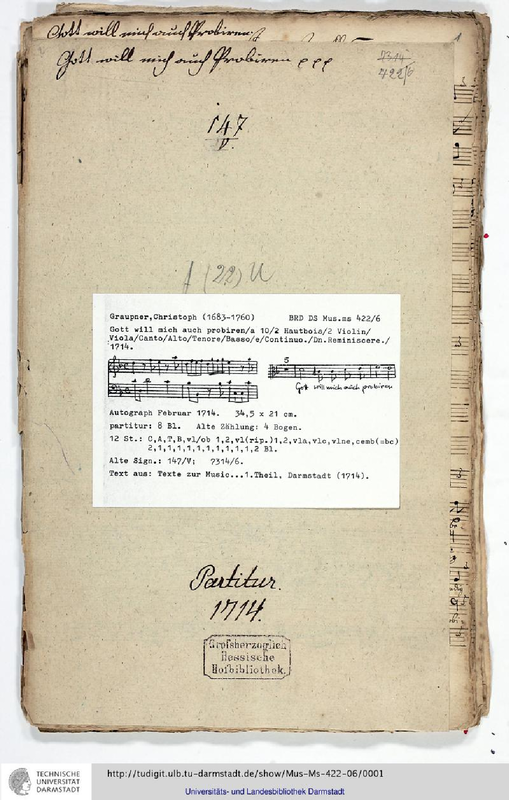 Gott will mich auch Probiren
Gott will mich auch Probiren
7314
422/6
147.
V.
(28) U
Graupner,Christoph (1683-1760) BRD DS Mus.ms 422/6
Gott will mich auch probiren/a 10/2 Hautbois/2 Violin/
Viola/Canto/Alto/Tenore/Basso/e/Continuo./Dn.Reminiscere./
1714.
5
Gott will mich auch probiren
Autograph Februar 1714. 34,5 x 21 cm.
partitur: 8 Bl. Alte Zählung: 4 Bogen.
12 St.: C,A,T,B,vl/ob 1,2,vl(rip.)1,2,vla,vlc,vlne,cemb(≠bc)
2,1,1,1,1,1,1,1,1,1,1,2 Bl.
Alte Sign.: 147/V; 7314/6.
Text aus: Texte zur Music...1.Theil, Darmstadt (1714).
Partitur.
1714.
Großherzoglich
Hessische
Hofbibliothek.
TECHNISCHE
UNIVERSITÄT
DARMSTADT
http://tudigit.ulb.tu-darmstadt.de/show/Mus-Ms-422-06/0001
Universitäts- und Landesbibliothek Darmstadt